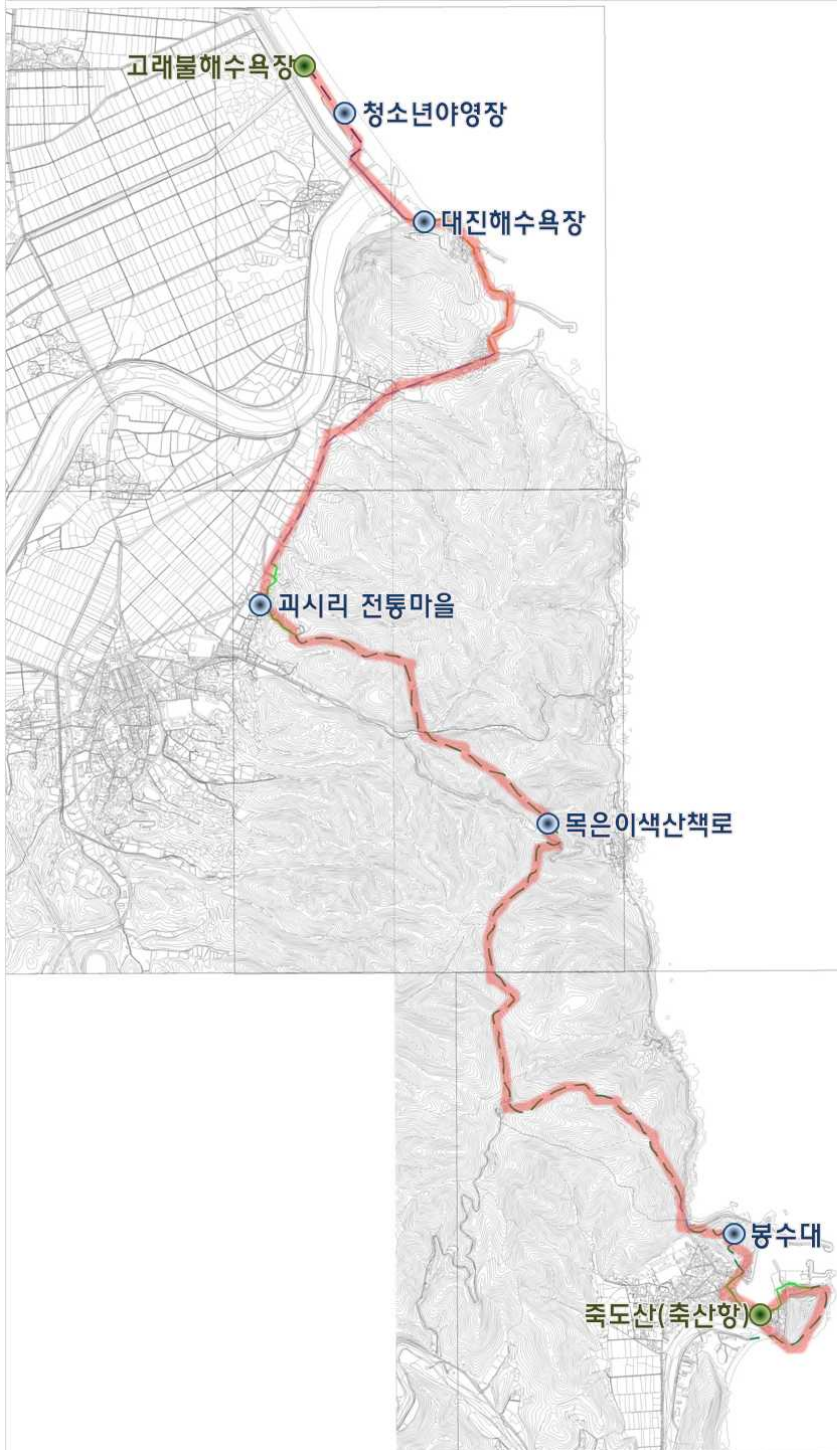 고래불해수욕장
청소년야영장
대진해수욕장
괴시리 전통마을
목은이색산책로
봉수대
죽도산(축산항)